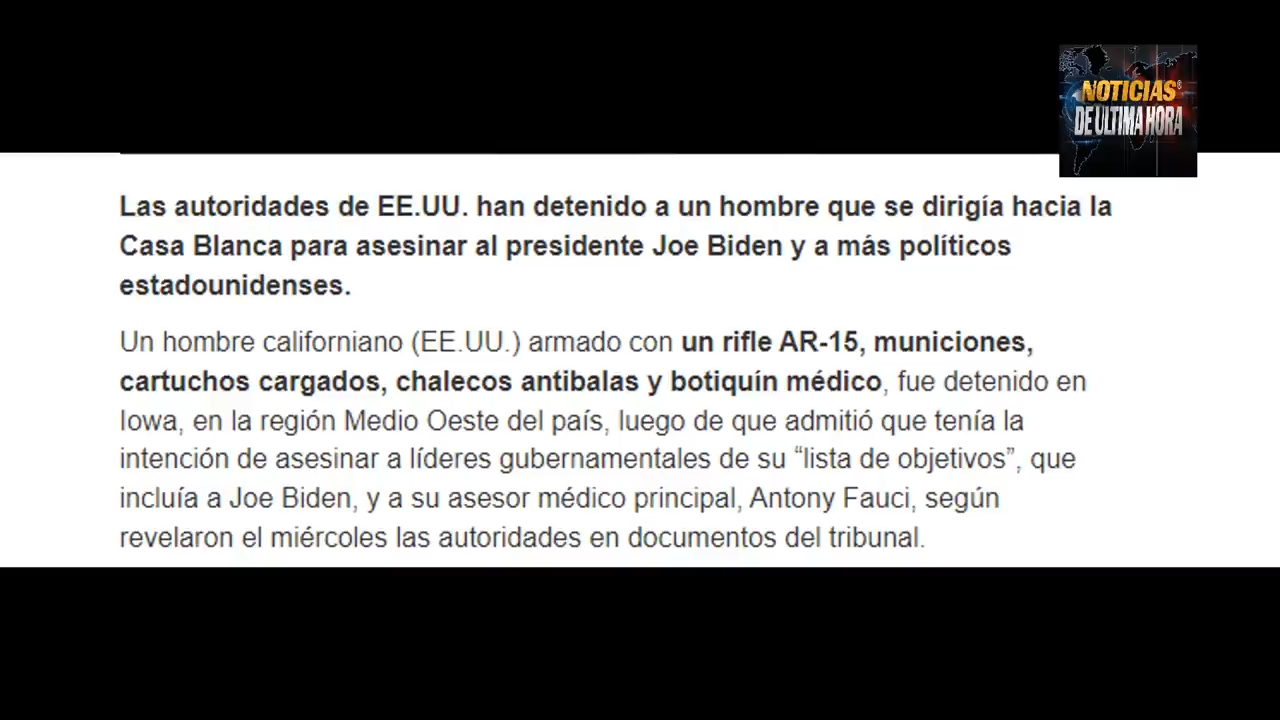 NOTICIAS®
DE ULTIMA HORA
Las autoridades de EE.UU. han detenido a un hombre que se dirigía hacia la
Casa Blanca para asesinar al presidente Joe Biden y a más políticos
estadounidenses.
Un hombre californiano (EE.UU.) armado con un rifle AR-15, municiones,
cartuchos cargados, chalecos antibalas y botiquín médico, fue detenido en
Iowa, en la región Medio Oeste del país, luego de que admitió que tenía la
intención de asesinar a líderes gubernamentales de su “lista de objetivos”, que
incluía a Joe Biden, y a su asesor médico principal, Antony Fauci, según
revelaron el miércoles las autoridades en documentos del tribunal.